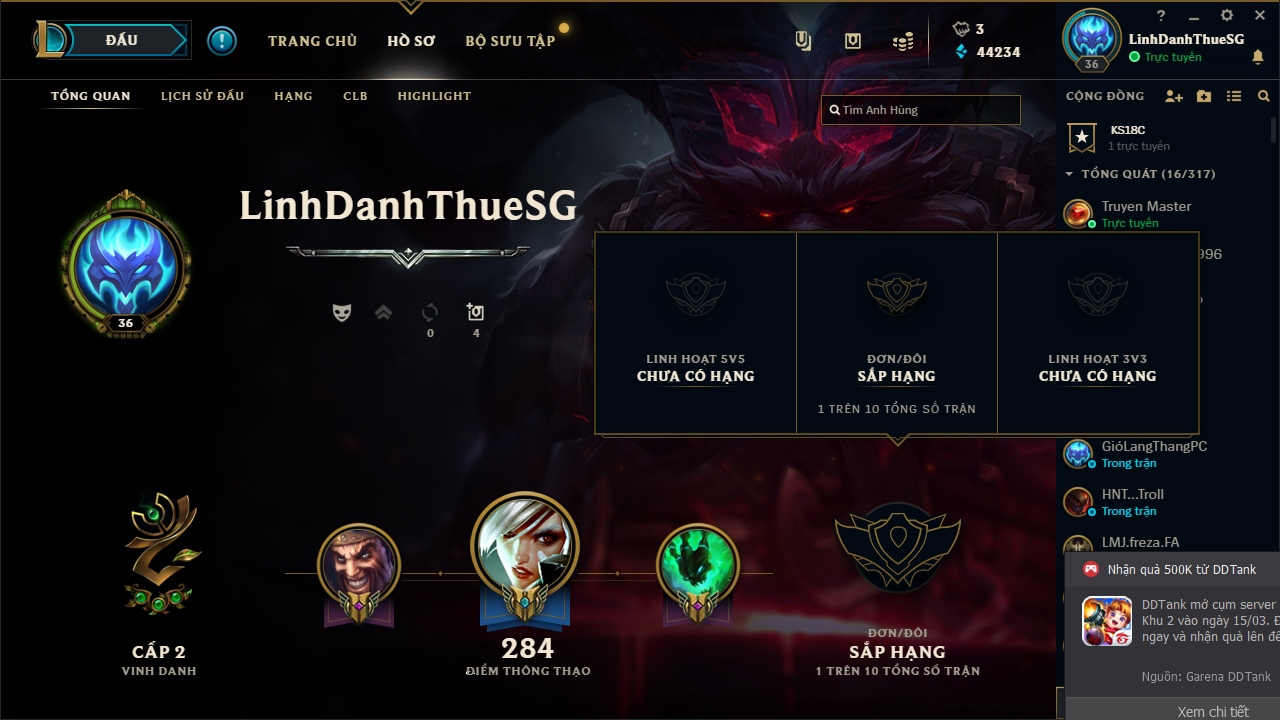 ĐẤU
TRANG CHỦ
HỒ SƠ
BỘ SƯU TẬP
3
44234
?
LinhDanhThueSG
Trực tuyến
36
TỔNG QUAN
LỊCH SỬ ĐẤU
HẠNG
CLB
HIGHLIGHT
Tìm Anh Hùng
CỘNG ĐỒNG
KS18C
1 trực tuyến
TỔNG QUÁT (16/317)
Truyen Master
Trực tuyến
996
LinhDanhThueSG
36
0
4
LINH HOẠT 5V5
CHƯA CÓ HẠNG
ĐƠN/ĐÔI
SẮP HẠNG
1 TRÊN 10 TỔNG SỐ TRẬN
LINH HOẠT 3V3
CHƯA CÓ HẠNG
GióLangThangPC
Trong trận
HNT...Troll
Trong trận
LMJ.freza.FA
CẤP 2
VINH DANH
284
ĐIỂM THÔNG THẠO
ĐƠN/ĐÔI
SẮP HẠNG
1 TRÊN 10 TỔNG SỐ TRẬN
Nhận quà 500K từ DDTank
DDTank mở cụm server
Khu 2 vào ngày 15/03. Đ
ngay và nhận quà lên đế
Nguồn: Garena DDTank
Xem chi tiết